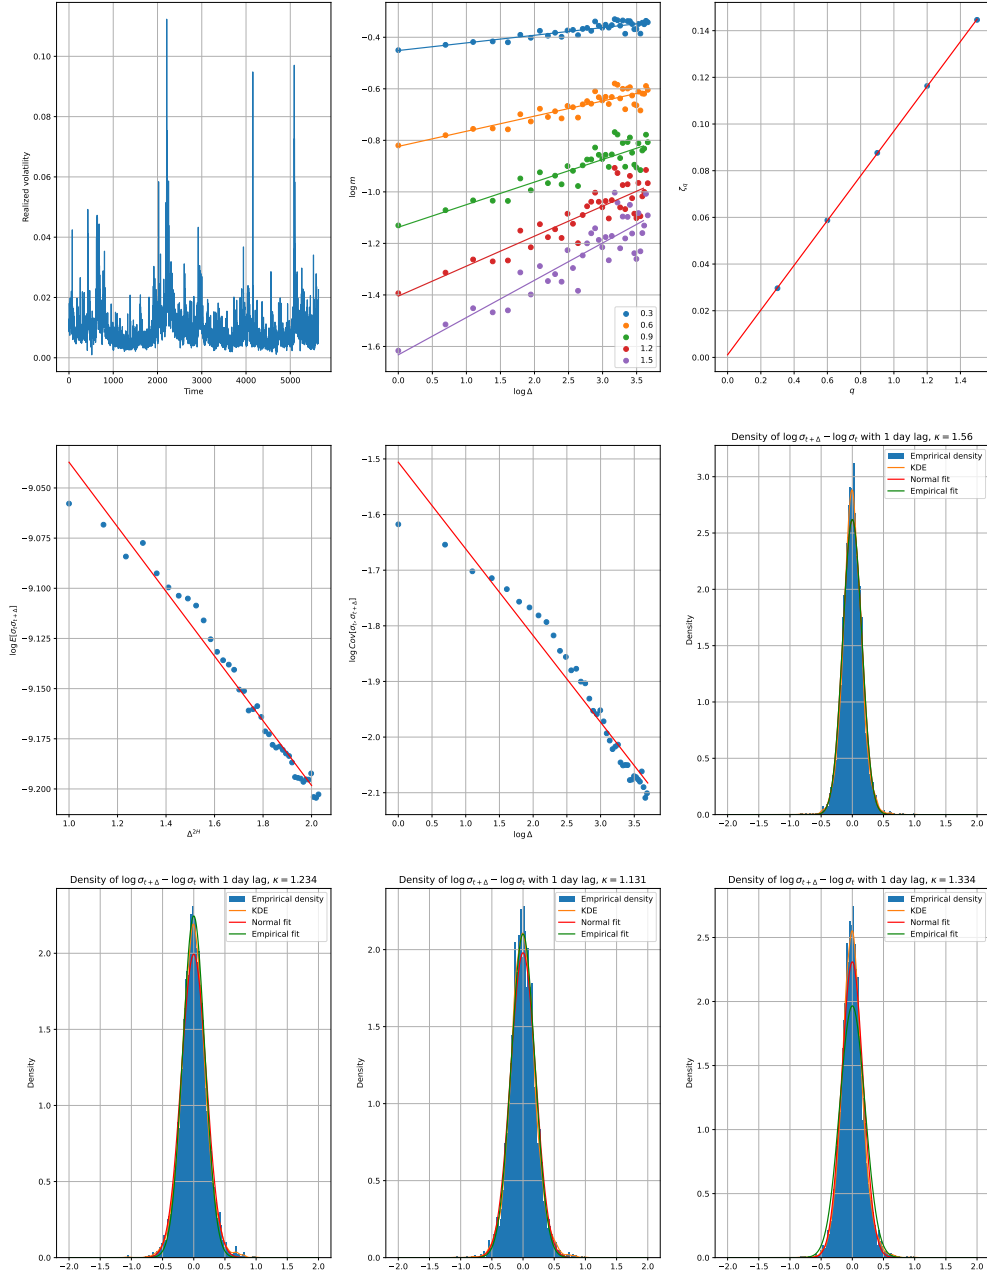 0.10
0.08
0.06
0.04
0.02
0.00
Realized volatility
0 1000 2000 3000 4000 5000
Time
−0.4
−0.6
−0.8
−1.0
−1.2
−1.4
−1.6
log m
0.3
0.6
0.9
1.2
1.5
0.0 0.5 1.0 1.5 2.0 2.5 3.0 3.5
log Δ
0.14
0.12
0.10
0.08
0.06
0.04
0.02
0.00
ζq
0.0 0.2 0.4 0.6 0.8 1.0 1.2 1.4
q
−9.050
−9.075
−9.100
−9.125
−9.150
−9.175
−9.200
log E[σtσt+Δ]
1.0 1.2 1.4 1.6 1.8 2.0
Δ2H
−1.5
−1.6
−1.7
−1.8
−1.9
−2.0
−2.1
log Cov[σt, σt+Δ]
0.0 0.5 1.0 1.5 2.0 2.5 3.0 3.5
log Δ
Density of log σt+Δ − log σt with 1 day lag, κ = 1.56
Emprirical density
KDE
Normal fit
Empirical fit
3.0
2.5
2.0
1.5
1.0
0.5
0.0
Density
−2.0 −1.5 −1.0 −0.5 0.0 0.5 1.0 1.5 2.0
Density of log σt+Δ − log σt with 1 day lag, κ = 1.234
Emprirical density
KDE
Normal fit
Empirical fit
2.0
1.5
1.0
0.5
0.0
Density
−2.0 −1.5 −1.0 −0.5 0.0 0.5 1.0 1.5 2.0
Density of log σt+Δ − log σt with 1 day lag, κ = 1.131
Emprirical density
KDE
Normal fit
Empirical fit
2.0
1.5
1.0
0.5
0.0
Density
−2.0 −1.5 −1.0 −0.5 0.0 0.5 1.0 1.5 2.0
Density of log σt+Δ − log σt with 1 day lag, κ = 1.334
Emprirical density
KDE
Normal fit
Empirical fit
2.5
2.0
1.5
1.0
0.5
0.0
Density
−2.0 −1.5 −1.0 −0.5 0.0 0.5 1.0 1.5 2.0